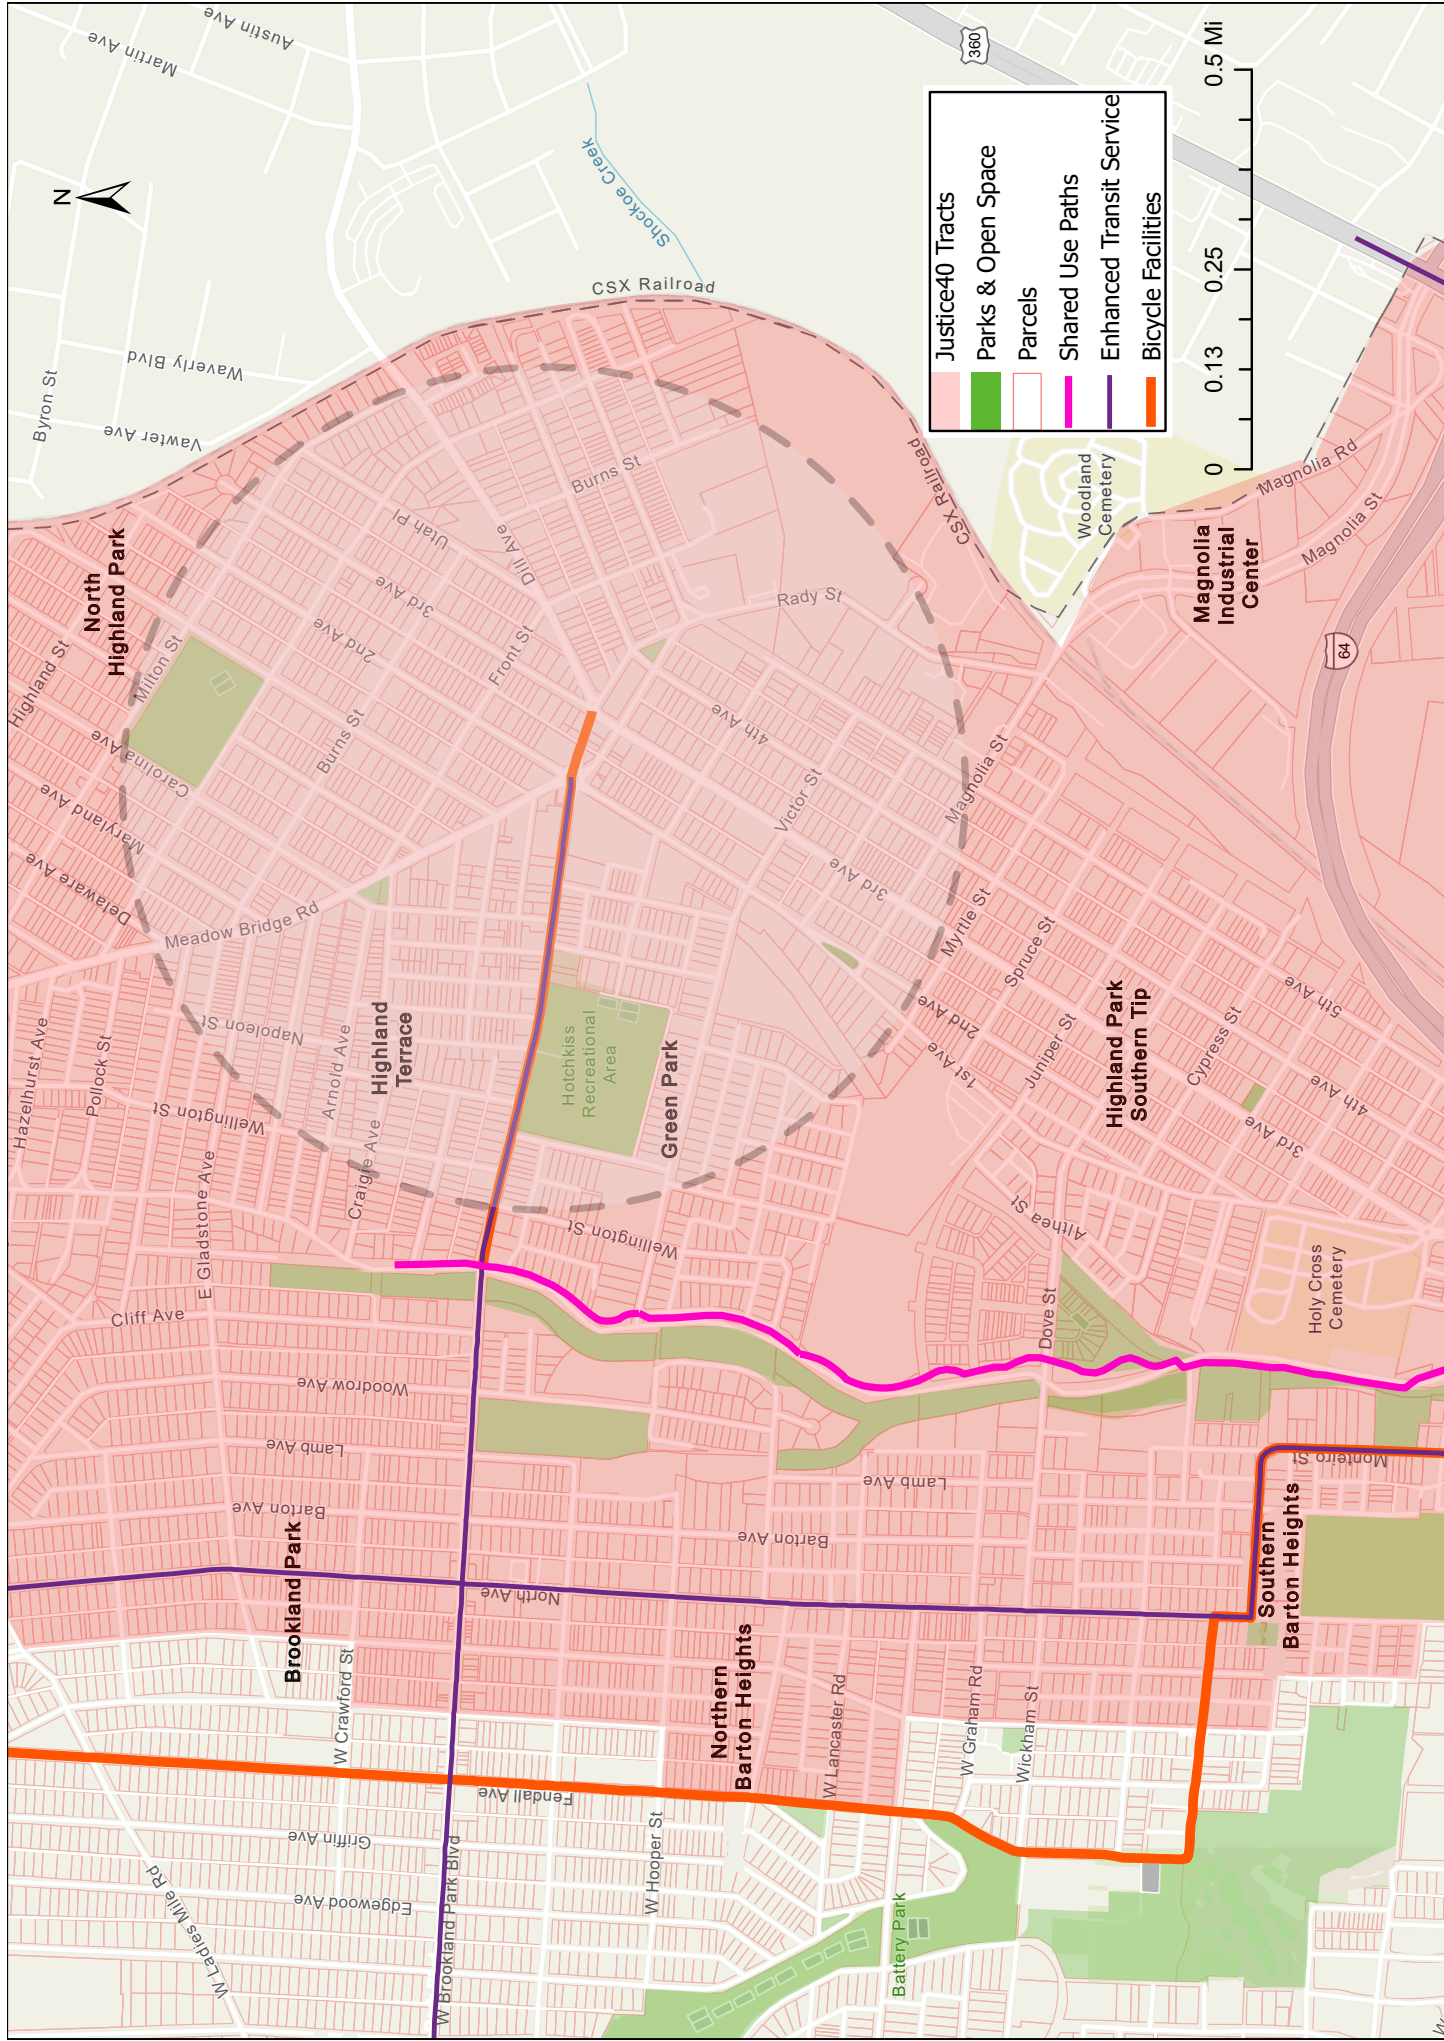 Martin Ave
Austin Ave
360
N
Shockoe Creek
CSX Railroad
Justice40 Tracts
Parks & Open Space
Parcels
Shared Use Paths
Enhanced Transit Service
Bicycle Facilities
0
0.13
0.25
0.5 Mi
Byron St
Waverly Blvd
Vawter Ave
CSX Railroad
Woodland
Cemetery
Magnolia Rd
Magnolia St
Magnolia
Industrial
Center
64
North
Highland Park
Highland St
Milton St
Utah Pl
Burns St
Dill Ave
3rd Ave
2nd Ave
Front St
Rady St
Carolina Ave
Maryland Ave
Delaware Ave
Burns St
4th Ave
Victor St
Magnolia St
3rd Ave
Meadow Bridge Rd
Myrtle St
Spruce St
Hazelhurst Ave
Pollock St
Napoleon St
Arnold Ave
Highland
Terrace
Hotchkiss
Recreational
Area
Green Park
2nd Ave
1st Ave
Juniper St
Highland Park
Southern Tip
Cypress St
5th Ave
4th Ave
3rd Ave
Wellington St
Craigie Ave
E Gladstone Ave
Wellington St
Althea St
Dove St
Holy Cross
Cemetery
Cliff Ave
Woodrow Ave
Lamb Ave
Barton Ave
Brookland Park
North Ave
Lamb Ave
Barton Ave
Monteiro St
Southern
Barton Heights
Northern
Barton Heights
W Crawford St
W Lancaster Rd
W Graham Rd
Wickham St
Fendall Ave
Griffin Ave
Edgewood Ave
W Ladies Mile Rd
W Brookland Park Blvd
W Hooper St
Battery Park